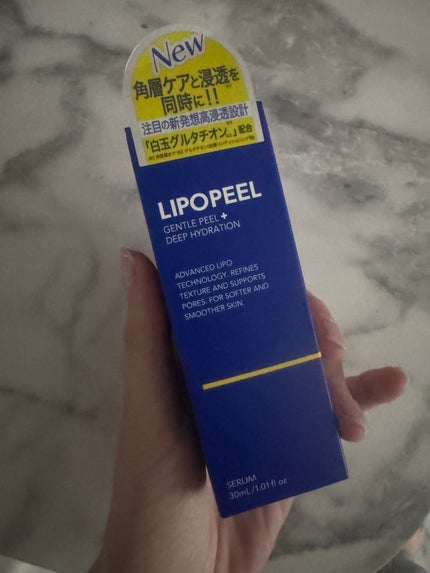 New
角層ケアと浸透を
同時に!!
注目の新発想高浸透設計
「白玉グルタチオン」配合
LIPOPEEL
GENTLE PEEL +
DEEP HYDRATION
ADVANCED LIPO
TECHNOLOGY. REFINES
TEXTURE AND SUPPORTS
PORES. FOR SOFTER AND
SMOOTHER SKIN.
SERUM
30mL/1.01 fl oz